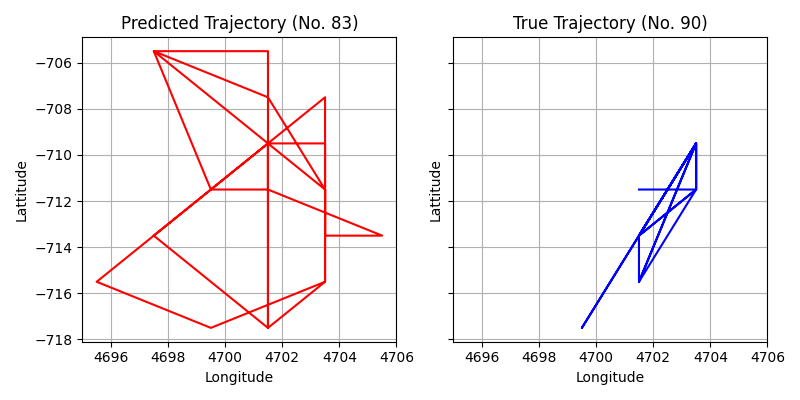 Predicted Trajectory (No. 83)
True Trajectory (No. 90)
Lattitude
−706
−708
−710
−712
−714
−716
−718
4696 4698 4700 4702 4704 4706
Longitude
Lattitude
4696 4698 4700 4702 4704 4706
Longitude